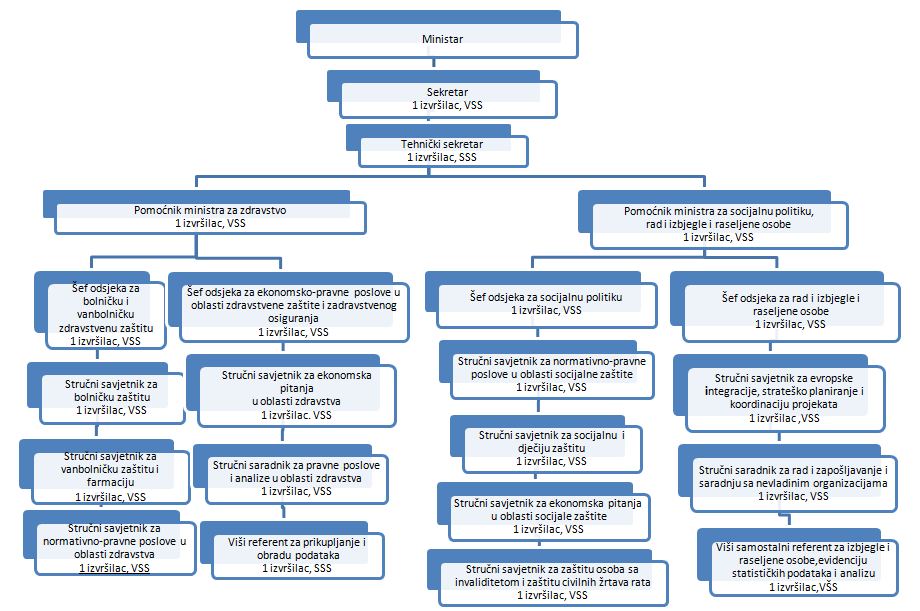 Ministar
Sekretar
1 izvršilac, VSS
Tehnički sekretar
1 izvršilac, SSS
Pomoćnik ministra za zdravstvo
1 izvršilac, VSS
Pomoćnik ministra za socijalnu politiku,
rad i izbjegle i raseljene osobe
1 izvršilac, VSS
Šef odsjeka za
bolničku i
vanbolničku
zdravstvenu zaštitu
1 izvršilac, VSS
Stručni savjetnik za
bolničku zaštitu
1 izvršilac, VSS
Stručni savjetnik za
vanbolničku zaštitu i
farmaciju
1 izvršilac, VSS
Stručni savjetnik za
normativno-pravne poslove u
oblasti zdravstva
1 izvršilac, VSS
Šef odsjeka za ekonomsko-pravne poslove u
oblasti zdravstvene zaštite i zadravstvenog
osiguranja
1 izvršilac, VSS
Stručni savjetnik za ekonomska
pitanja
u oblasti zdravstva
1 izvršilac. VSS
Stručni saradnik za pravne poslove
i analize u oblasti zdravstva
1 izvršilac, VSS
Viši referent za prikupljanje i
obradu podataka
1 izvršilac, SSS
Šef odsjeka za socijalnu politiku
1 izvršilac, VSS
Stručni savjetnik za normativno-pravne
poslove u oblasti socijalne zaštite
1 izvršilac, VSS
Stručni savjetnik za socijalnu i
dječiju zaštitu
1 izvršilac, VSS
Stručni savjetnik za ekonomska pitanja
u oblasti socijale zaštite
1 izvršilac, VSS
Stručni savjetnik za zaštitu osoba sa
invaliditetom i zaštitu civilnih žrtava rata
1 izvršilac, VSS
Šef odsjeka za rad i izbjegle i
raseljene osobe
1 izvršilac, VSS
Stručni savjetnik za evropske
integracije, strateško planiranje i
koordinaciju projekata
1 izvršilac ,VSS
Stručni saradnik za rad i zapošljavanje i
saradnju sa nevladinim organizacijama
1 izvršilac, VSS
Viši samostalni referent za izbjegle i
raseljene osobe,evidenciju
statističkih podataka i analizu
1 izvršilac,VŠS